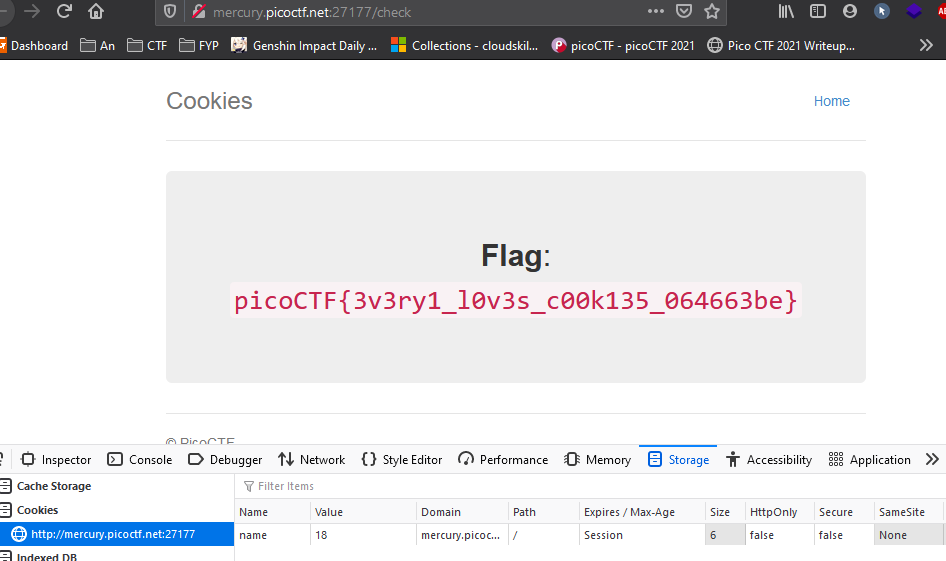 mercury.picoctf.net:27177/check
Dashboard An CTF FYP Genshin Impact Daily ... Collections - cloudskil... picoCTF - picoCTF 2021 Pico CTF 2021 Writeup...
Cookies Home
Flag:
picoCTF{3v3ry1_l0v3s_c00k135_064663be}
© PicoCTF
Inspector Console Debugger Network Style Editor Performance Memory Storage Accessibility Application
Cache Storage Filter Items
Cookies Name Value Domain Path Expires / Max-Age Size HttpOnly Secure SameSite
http://mercury.picoctf.net:27177 name 18 mercury.picoc... / Session 6 false false None
Indexed DB